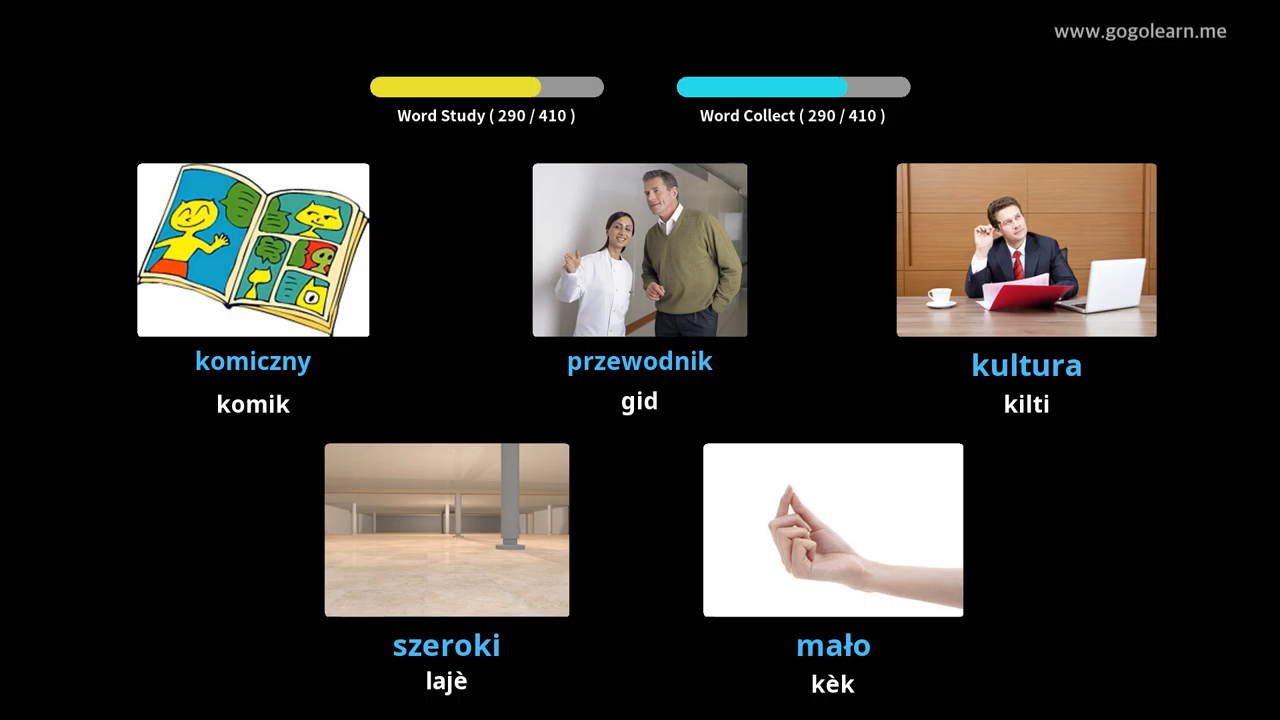 www.gogolearn.me
Word Study ( 290 / 410 )
Word Collect ( 290 / 410 )
komiczny
komik
przewodnik
gid
kultura
kilti
szeroki
lajè
mało
kèk